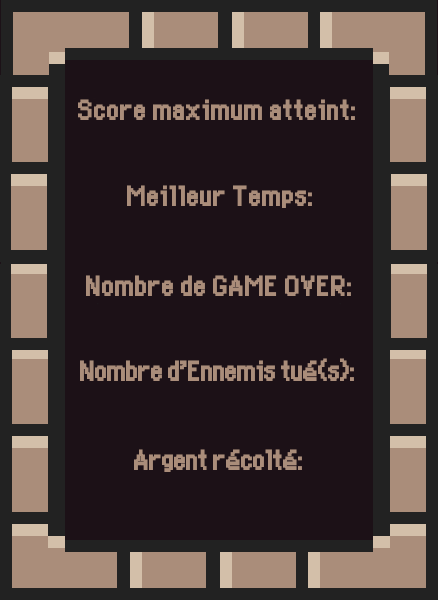 Score maximum atteint:
Meilleur Temps:
Nombre de GAME OVER:
Nombre d'Ennemis tué(s):
Argent récolté: